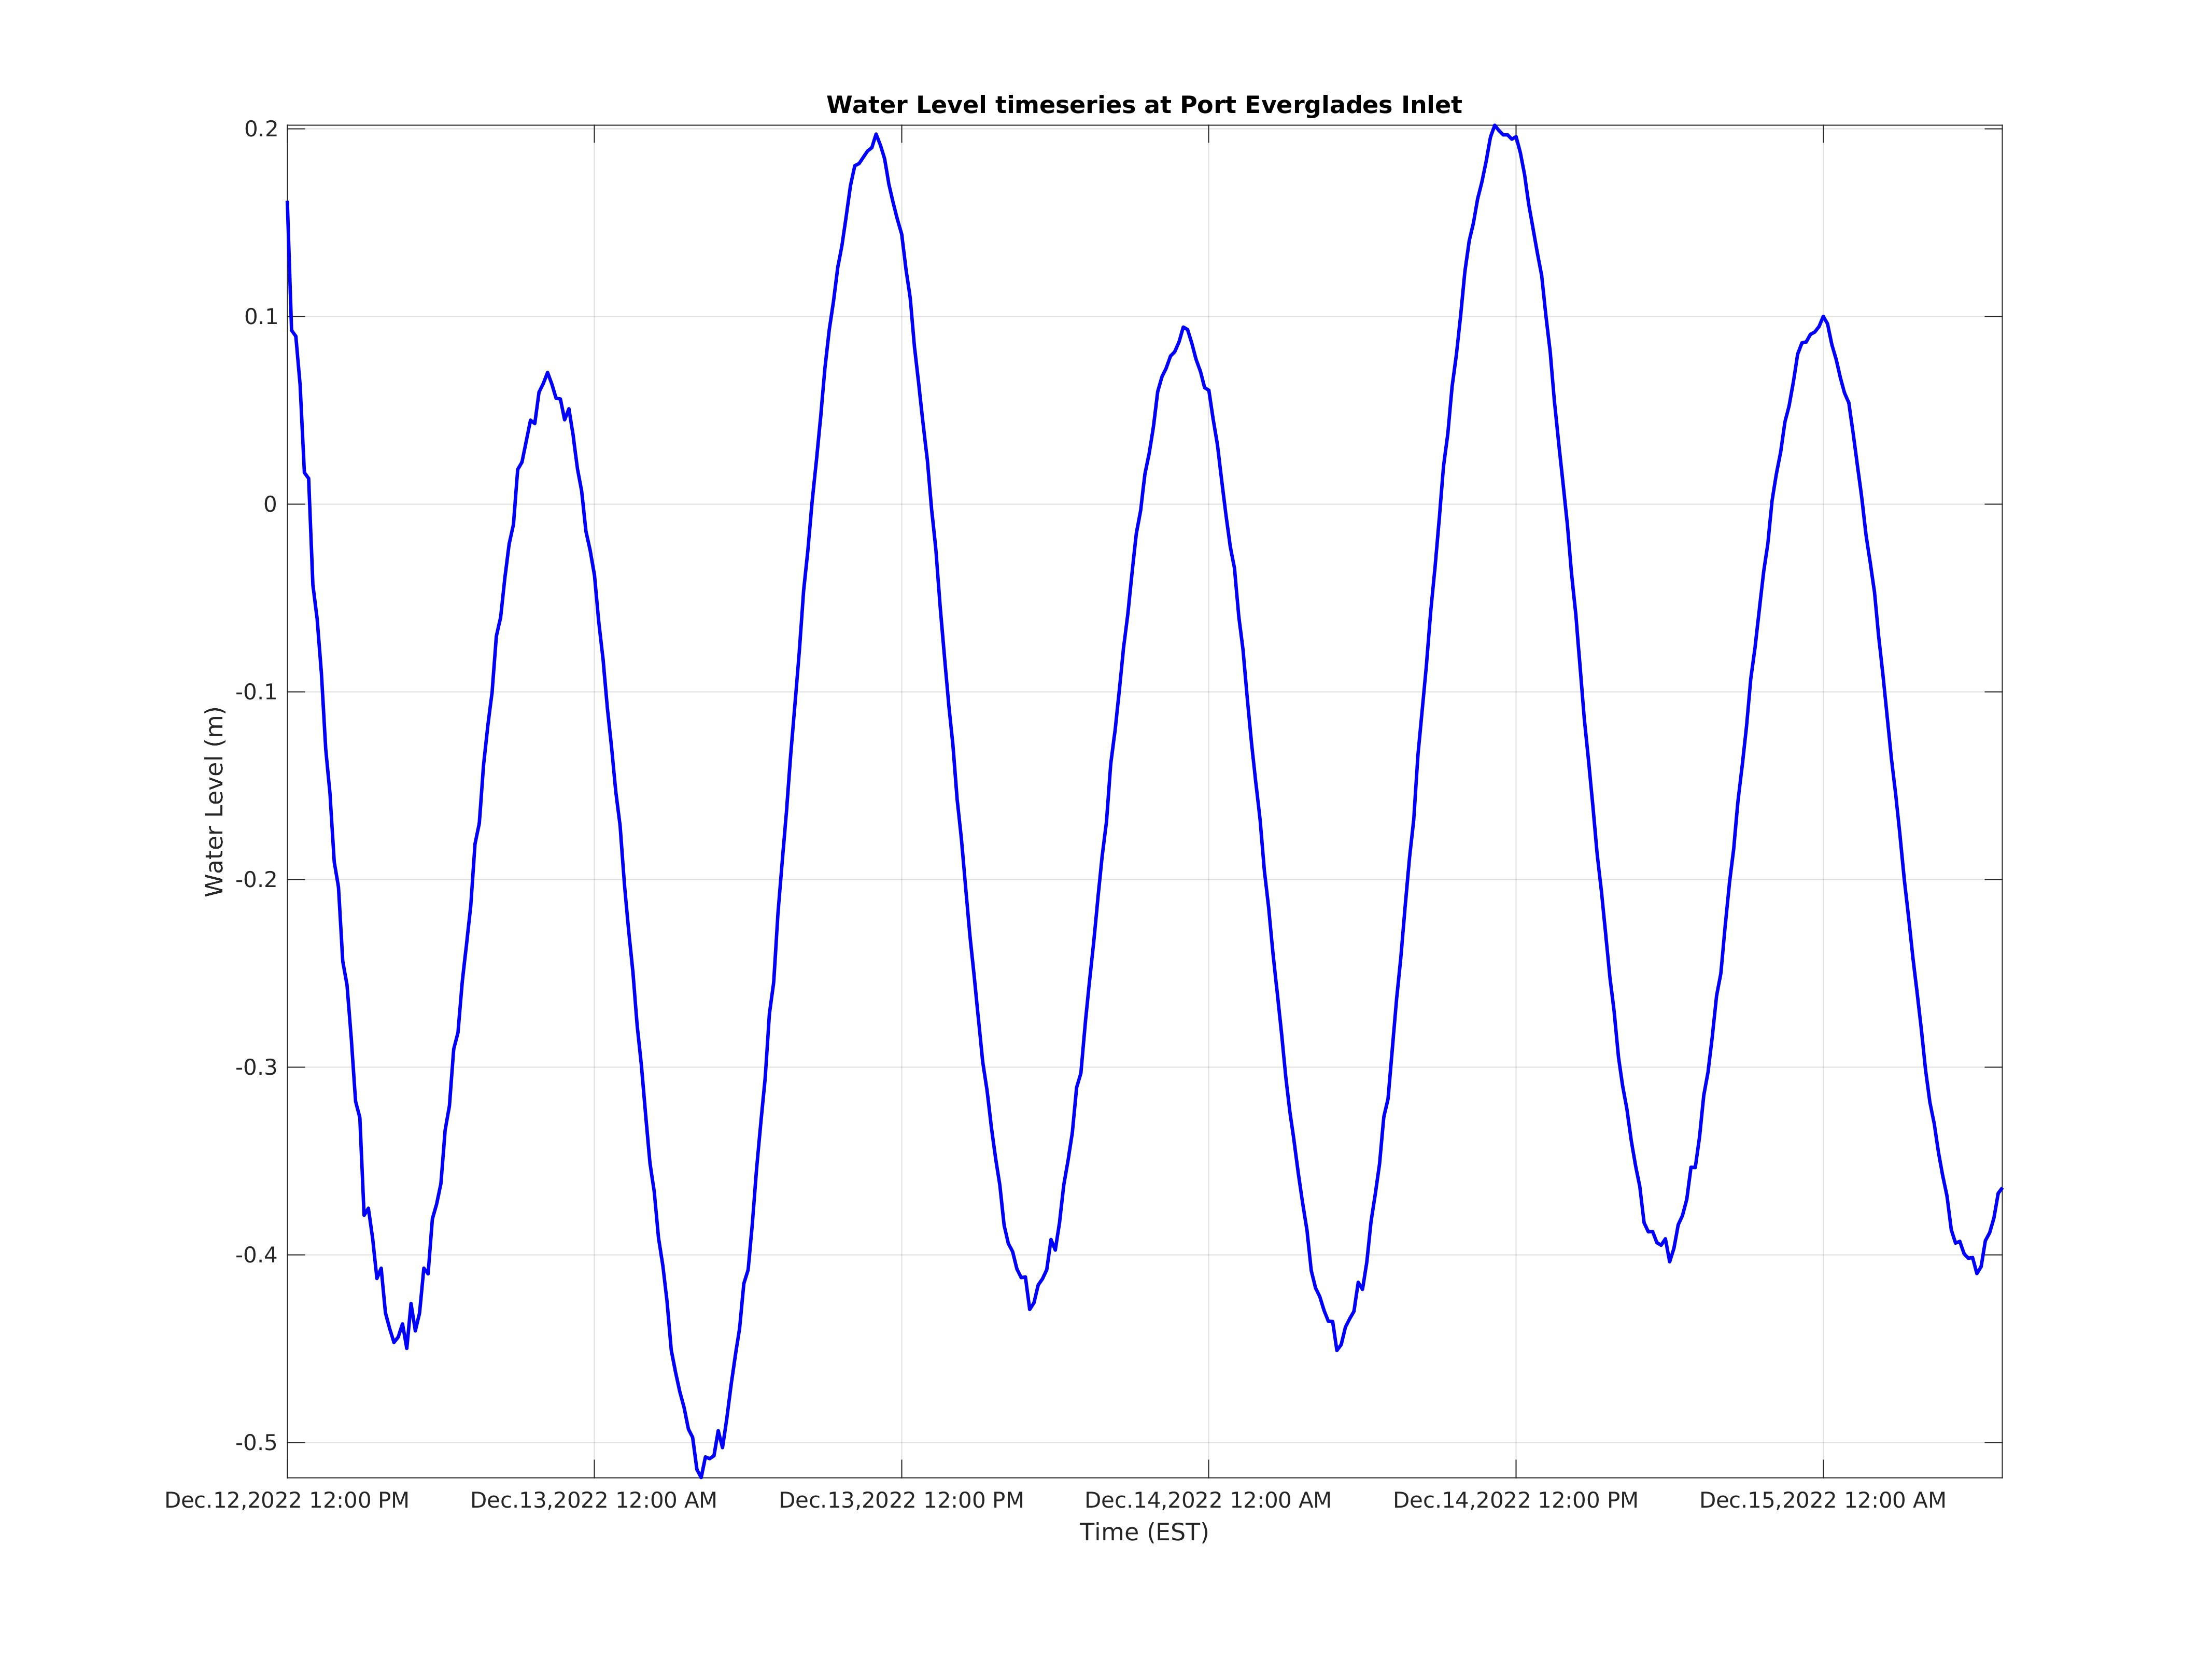 Water Level timeseries at Port Everglades Inlet
0.2
0.1
0
-0.1
-0.2
-0.3
-0.4
-0.5
Water Level (m)
Dec.12,2022 12:00 PM Dec.13,2022 12:00 AM Dec.13,2022 12:00 PM Dec.14,2022 12:00 AM Dec.14,2022 12:00 PM Dec.15,2022 12:00 AM
Time (EST)